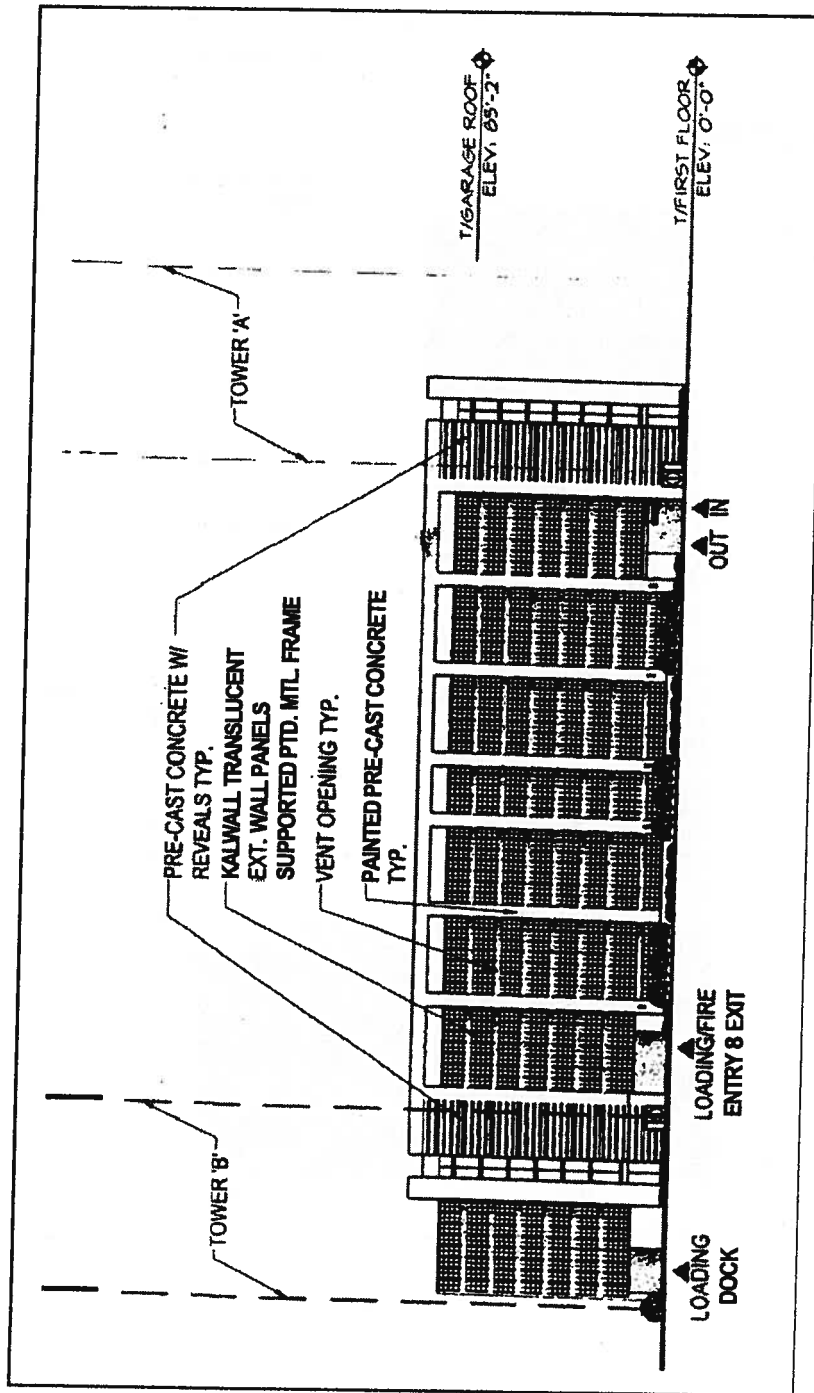 TOWER 'B'
TOWER 'A'
PRE-CAST CONCRETE W/
REVEALS TYP.
KALWALL TRANSLUCENT
EXT. WALL PANELS
SUPPORTED PTD. MTL. FRAME
VENT OPENING TYP.
PAINTED PRE-CAST CONCRETE
TYP.
T/GARAGE ROOF
ELEV: 85'-2"
T/FIRST FLOOR
ELEV: 0'-0"
LOADING
DOCK
LOADING/FIRE
ENTRY 8 EXIT
OUT IN